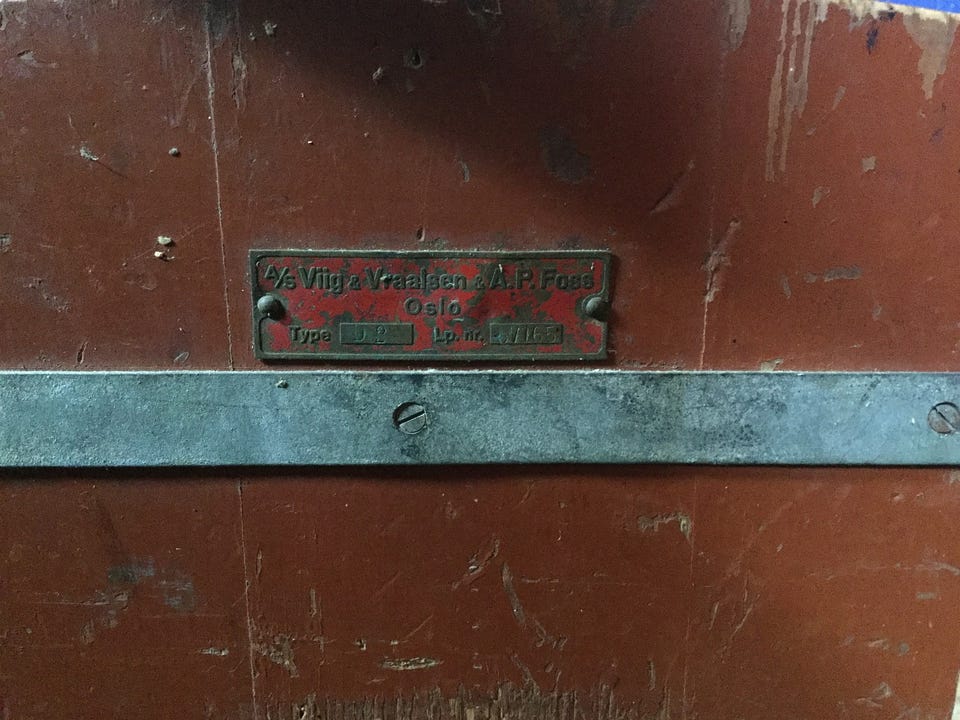 A/S Viig & Vraalsen & A.P. Foss
Oslo
Type Lp. nr.